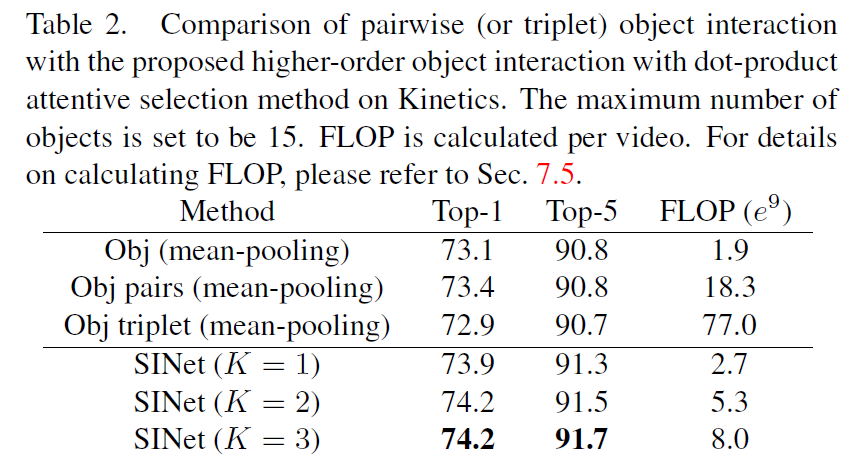 Table 2. Comparison of pairwise (or triplet) object interaction
with the proposed higher-order object interaction with dot-product
attentive selection method on Kinetics. The maximum number of
objects is set to be 15. FLOP is calculated per video. For details
on calculating FLOP, please refer to Sec. 7.5.
Method Top-1 Top-5 FLOP (e⁹)
Obj (mean-pooling) 73.1 90.8 1.9
Obj pairs (mean-pooling) 73.4 90.8 18.3
Obj triplet (mean-pooling) 72.9 90.7 77.0
SINet (K = 1) 73.9 91.3 2.7
SINet (K = 2) 74.2 91.5 5.3
SINet (K = 3) 74.2 91.7 8.0